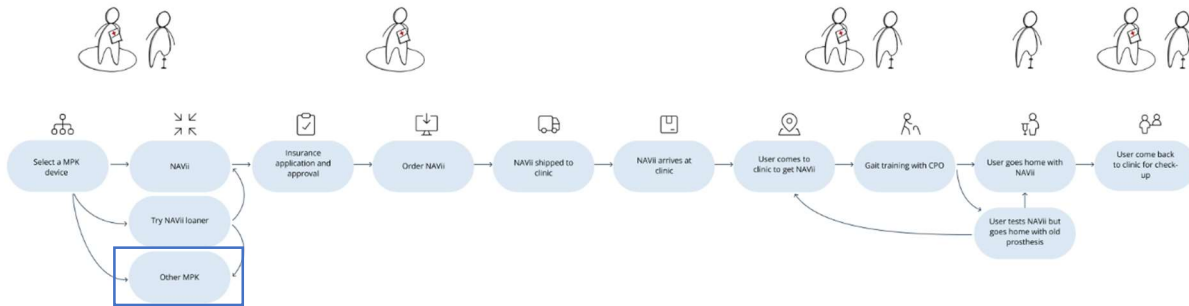 Select a MPK
device
NAVii
Insurance
application and
approval
Order NAVii
NAVii shipped to
clinic
NAVii arrives at
clinic
User comes to
clinic to get NAVii
Gait training with CPO
User goes home with
NAVii
User come back
to clinic for check-
up
Try NAVii loaner
User tests NAVii but
goes home with old
prosthesis
Other MPK